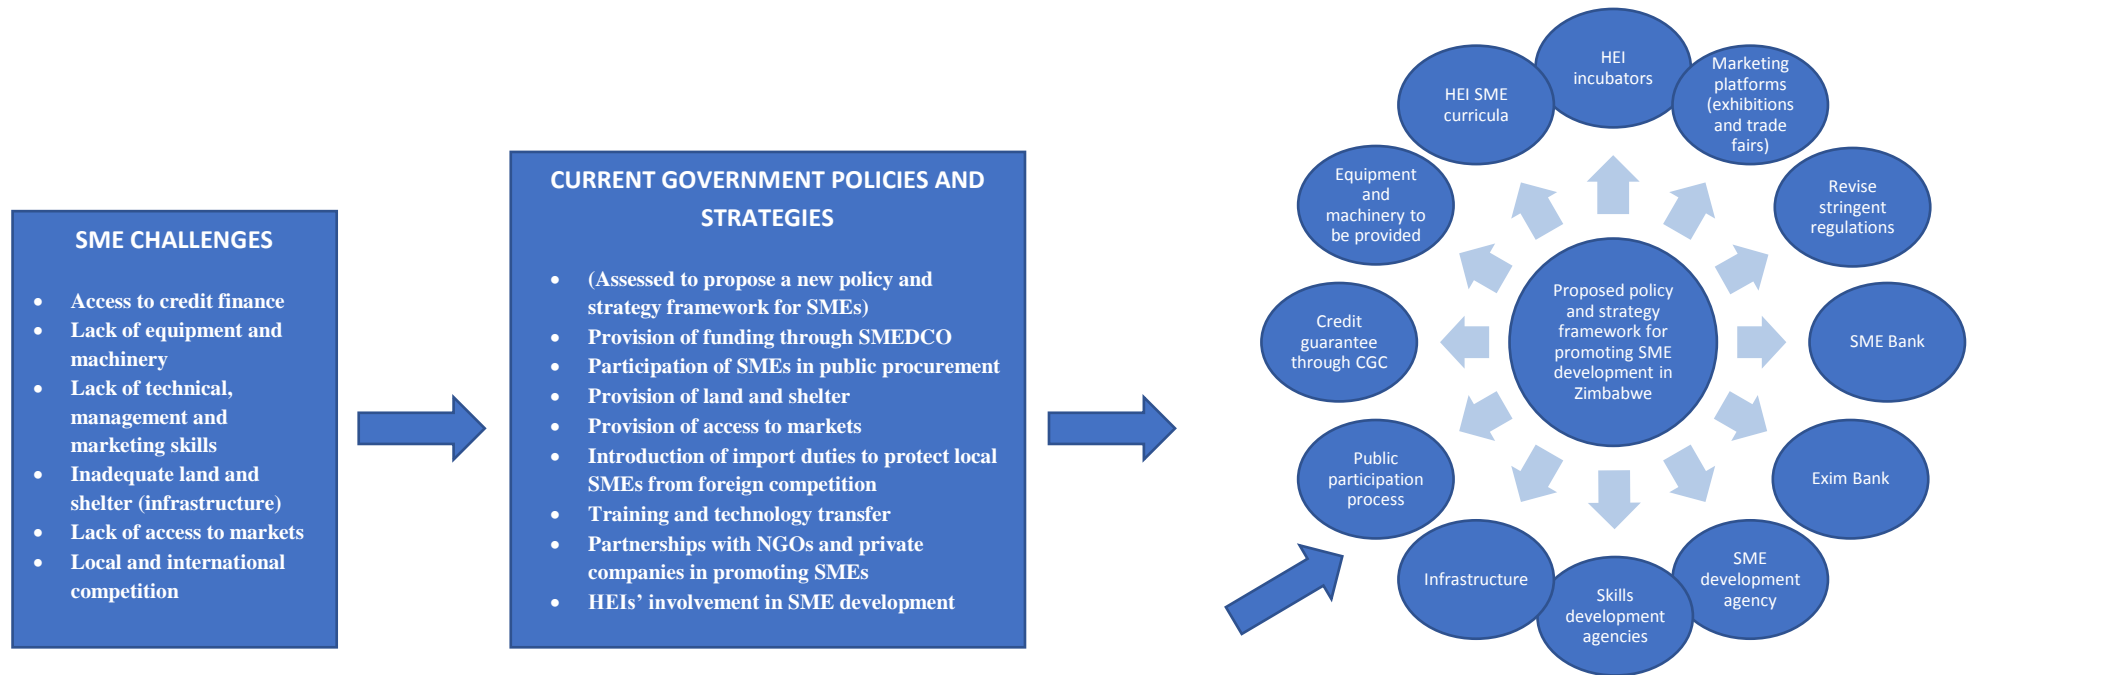 SME CHALLENGES
• Access to credit finance
• Lack of equipment and
machinery
• Lack of technical,
management and
marketing skills
• Inadequate land and
shelter (infrastructure)
• Lack of access to markets
• Local and international
competition
CURRENT GOVERNMENT POLICIES AND
STRATEGIES
• (Assessed to propose a new policy and
strategy framework for SMEs)
• Provision of funding through SMEDCO
• Participation of SMEs in public procurement
• Provision of land and shelter
• Provision of access to markets
• Introduction of import duties to protect local
SMEs from foreign competition
• Training and technology transfer
• Partnerships with NGOs and private
companies in promoting SMEs
• HEIs’ involvement in SME development
Proposed policy
and strategy
framework for
promoting SME
development in
Zimbabwe
HEI
incubators
Marketing
platforms
(exhibitions
and trade
fairs)
Revise
stringent
regulations
SME Bank
Exim Bank
SME
development
agency
Skills
development
agencies
Infrastructure
Public
participation
process
Credit
guarantee
through CGC
Equipment
and
machinery to
be provided
HEI SME
curricula